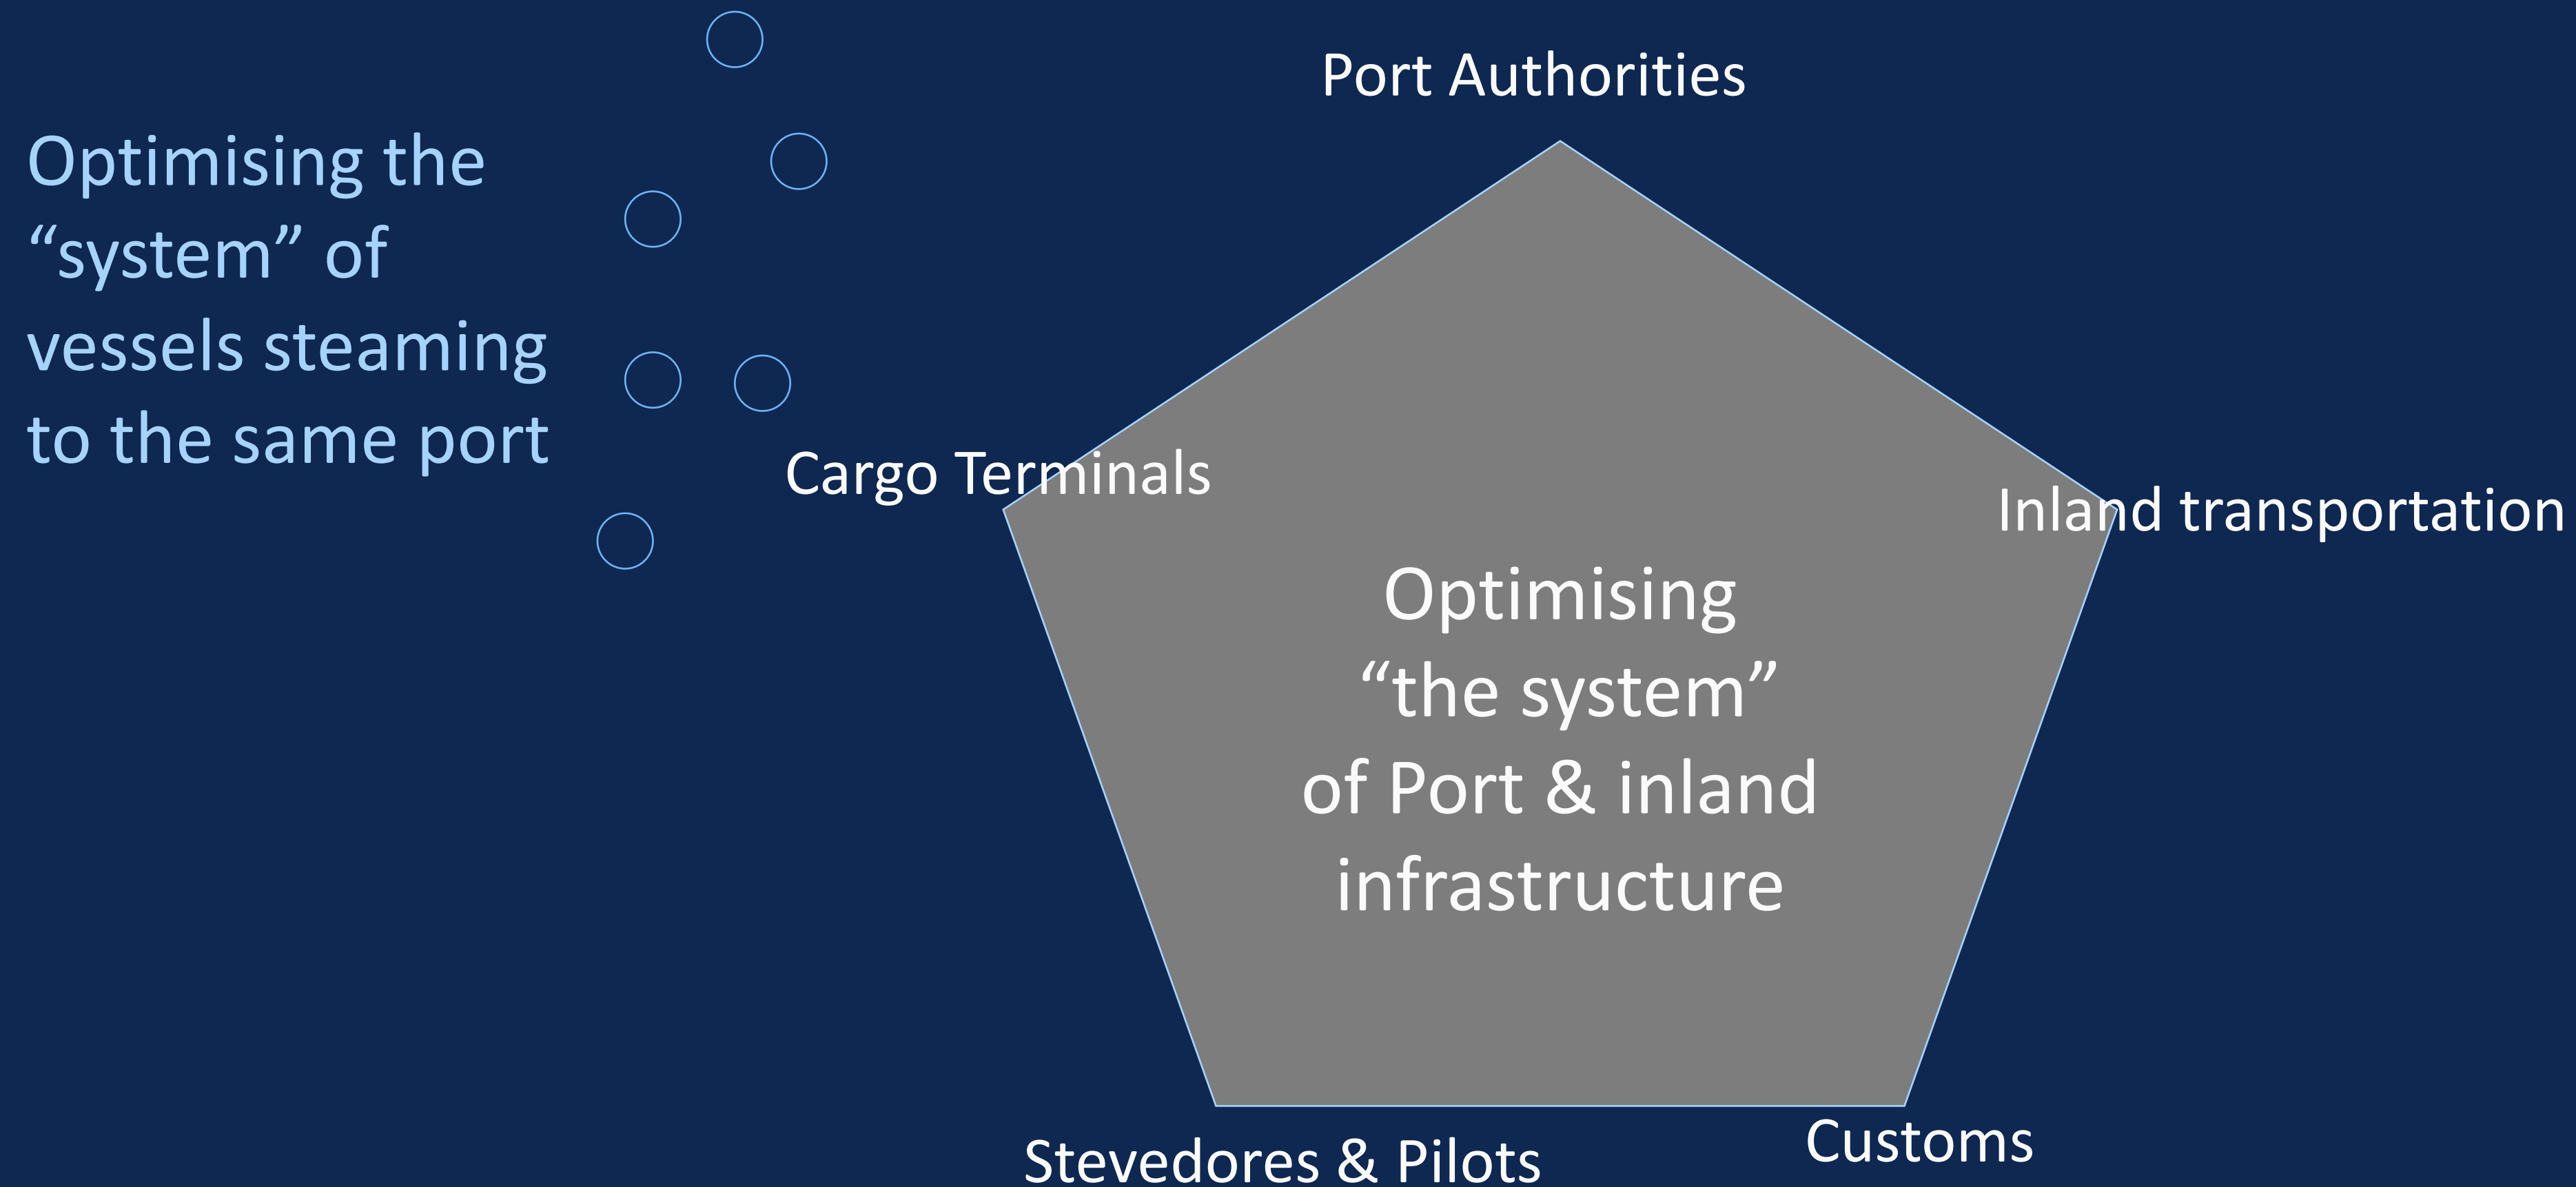 Optimising the
“system” of
vessels steaming
to the same port
Port Authorities
Cargo Terminals
Inland transportation
Optimising
“the system”
of Port & inland
infrastructure
Stevedores & Pilots
Customs